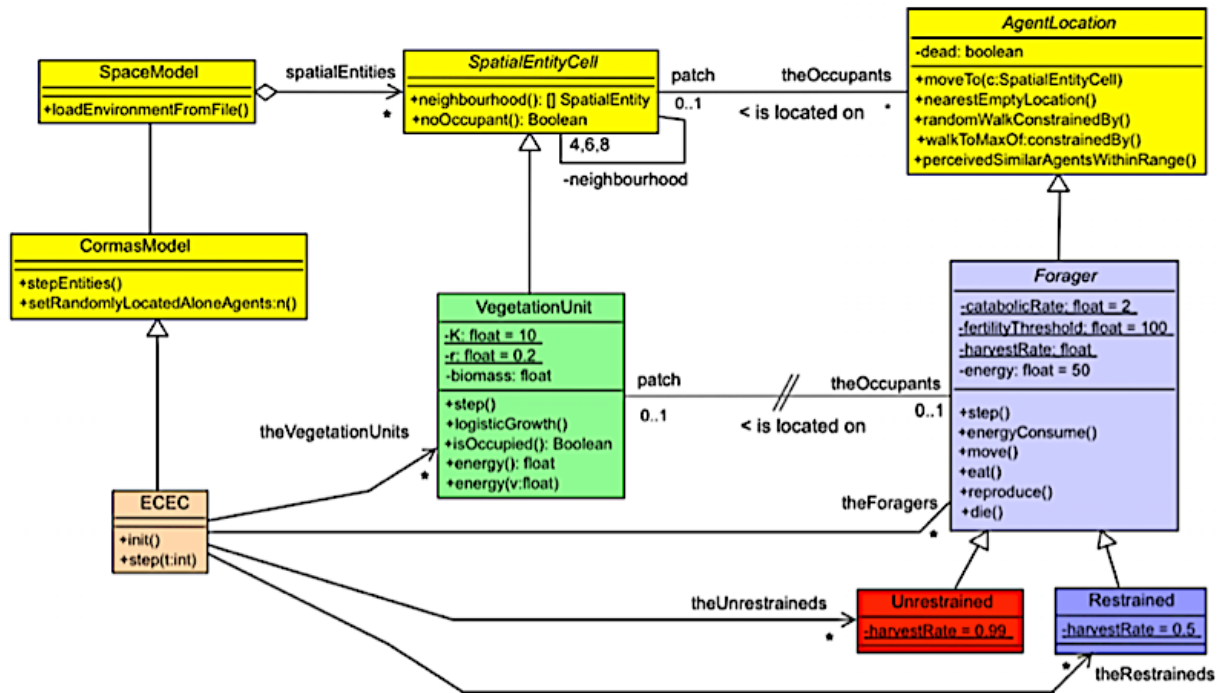 SpaceModel
+loadEnvironmentFromFile()
spatialEntities
*
SpatialEntityCell
+neighbourhood(): [] SpatialEntity
+noOccupant(): Boolean
4,6,8
-neighbourhood
patch
0..1
theOccupants
*
< is located on
AgentLocation
-dead: boolean
+moveTo(c:SpatialEntityCell)
+nearestEmptyLocation()
+randomWalkConstrainedBy()
+walkToMaxOf:constrainedBy()
+perceivedSimilarAgentsWithinRange()
CormasModel
+stepEntities()
+setRandomlyLocatedAloneAgents:n()
VegetationUnit
-K: float = 10
-r: float = 0.2
-biomass: float
+step()
+logisticGrowth()
+isOccupied(): Boolean
+energy(): float
+energy(v:float)
patch
0..1
theOccupants
0..1
< is located on
Forager
-catabolicRate: float = 2
-fertilityThreshold: float = 100
-harvestRate: float
-energy: float = 50
+step()
+energyConsume()
+move()
+eat()
+reproduce()
+die()
theVegetationUnits
*
ECEC
+init()
+step(t:int)
theForagers
*
theUnrestraineds
*
Unrestrained
-harvestRate = 0.99
Restrained
-harvestRate = 0.5
*
theRestraineds